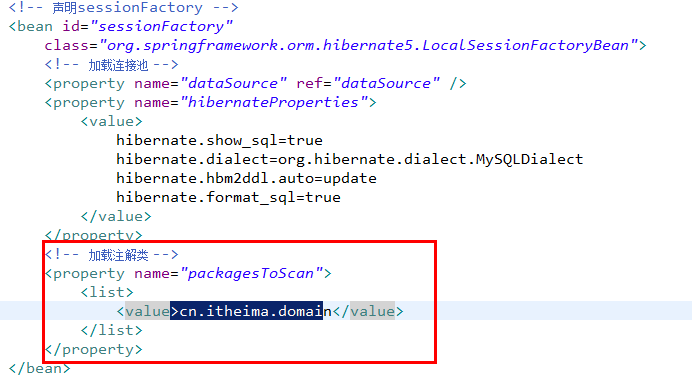 <!-- 声明sessionFactory -->
<bean id="sessionFactory"
class="org.springframework.orm.hibernate5.LocalSessionFactoryBean">
<!-- 加载连接池 -->
<property name="dataSource" ref="dataSource" />
<property name="hibernateProperties">
<value>
hibernate.show_sql=true
hibernate.dialect=org.hibernate.dialect.MySQLDialect
hibernate.hbm2ddl.auto=update
hibernate.format_sql=true
</value>
</property>
<!-- 加载注解类 -->
<property name="packagesToScan">
<list>
<value>cn.itheima.domain</value>
</list>
</property>
</bean>